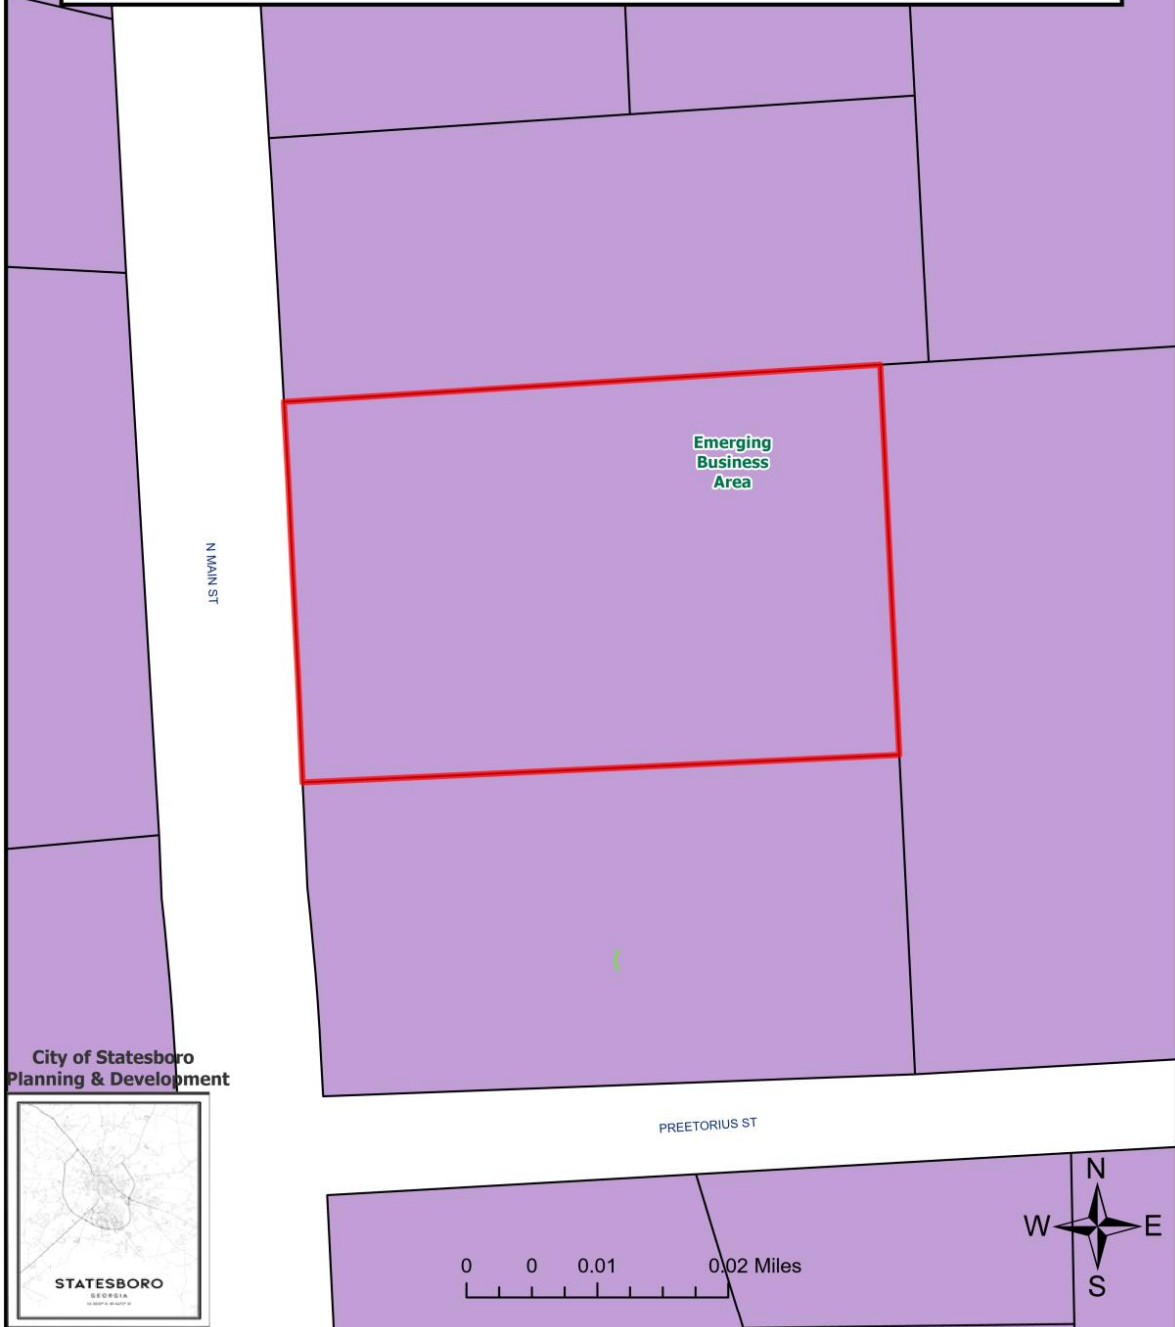 Emerging
Business
Area
N MAIN ST
City of Statesboro
Planning & Development
PREETORIUS ST
N
W E
S
0 0 0.01 0.02 Miles
STATESBORO
GEORGIA